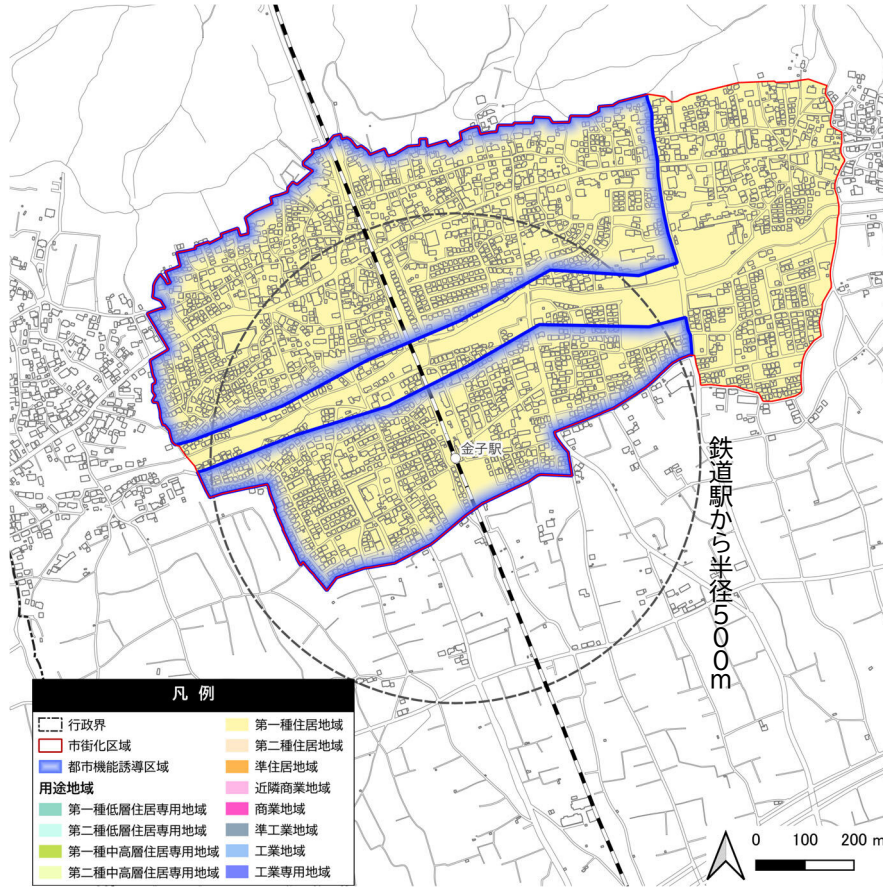 金子駅
鉄道駅から半径500m
凡例
行政界
市街化区域
都市機能誘導区域
用途地域
第一種低層住居専用地域
第二種低層住居専用地域
第一種中高層住居専用地域
第二種中高層住居専用地域
第一種住居地域
第二種住居地域
準住居地域
近隣商業地域
商業地域
準工業地域
工業地域
工業専用地域
0 100 200 m